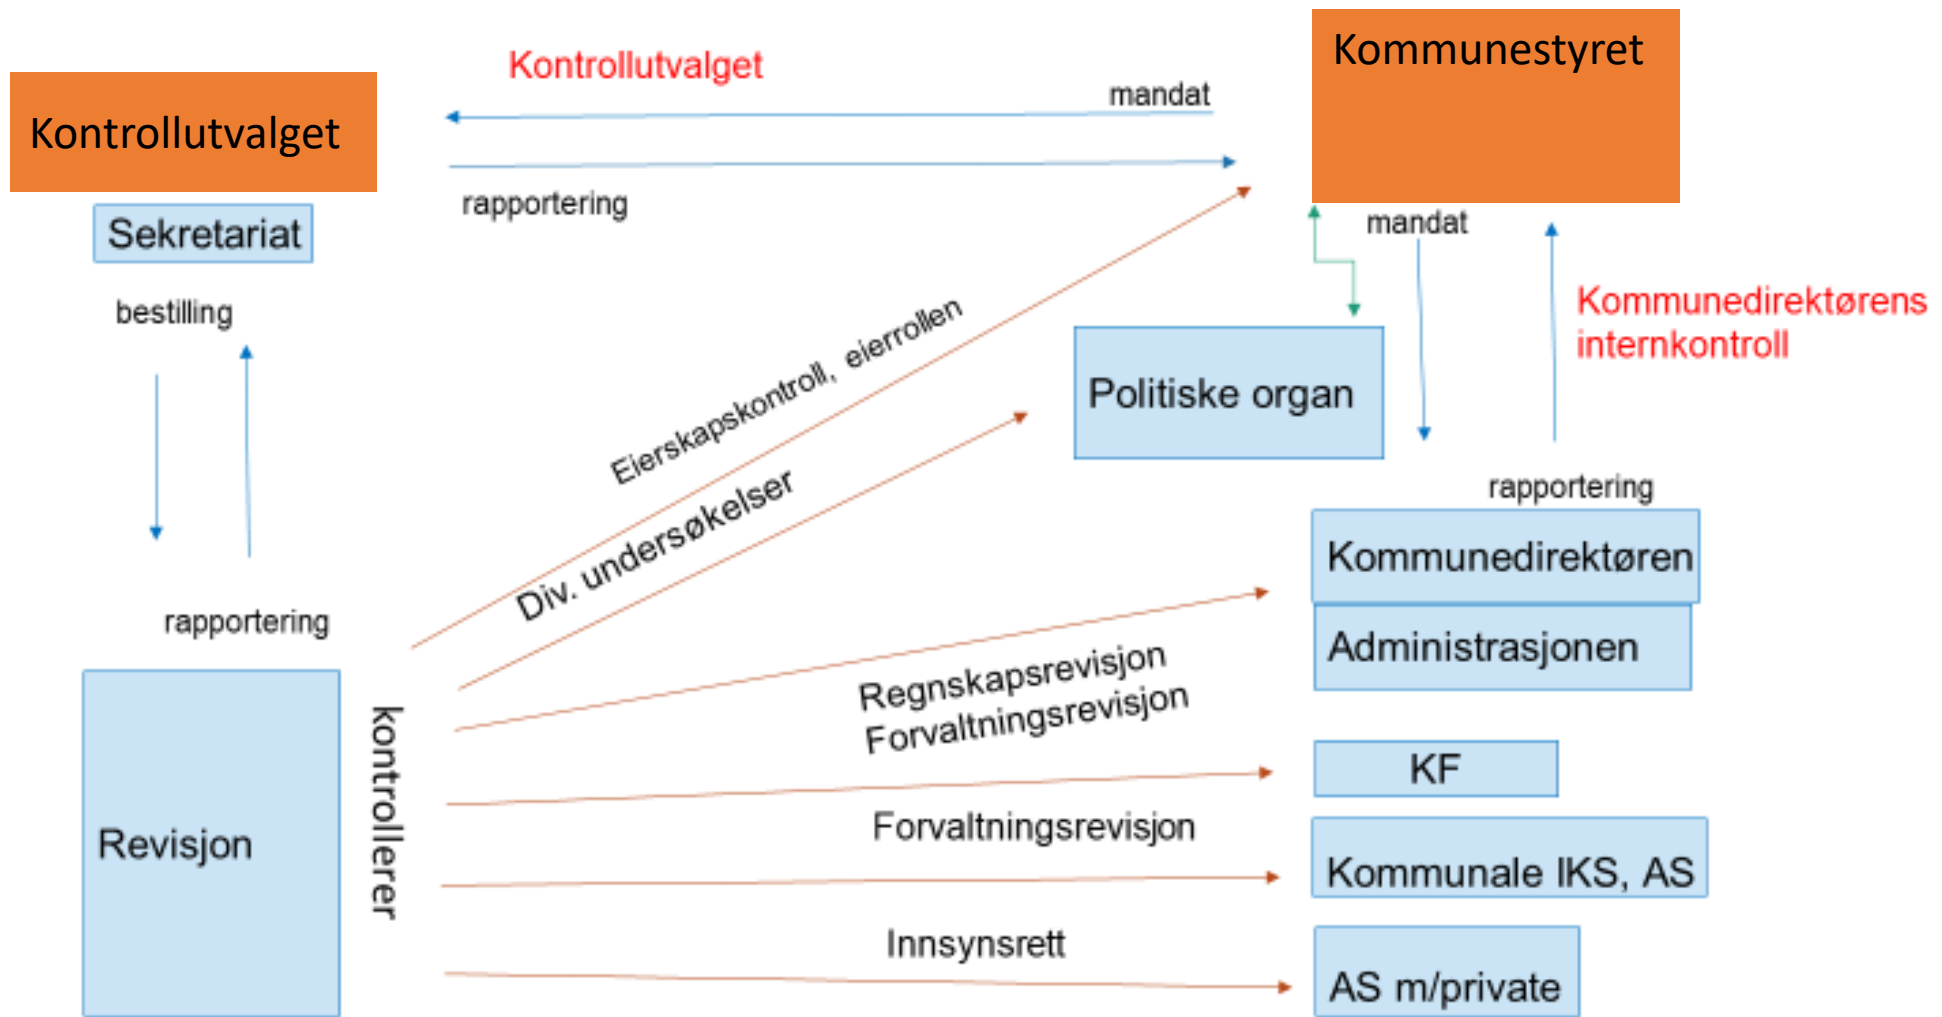 Kommunestyret
Kontrollutvalget
mandat
Kontrollutvalget
rapportering
Sekretariat
mandat
bestilling
Kommunedirektørens
internkontroll
Eierskapskontroll, eierrollen
Politiske organ
Div. undersøkelser
rapportering
Kommunedirektøren
rapportering
Administrasjonen
Regnskapsrevisjon
Forvaltningsrevisjon
kontrollerer
KF
Revisjon
Forvaltningsrevisjon
Kommunale IKS, AS
Innsynsrett
AS m/private